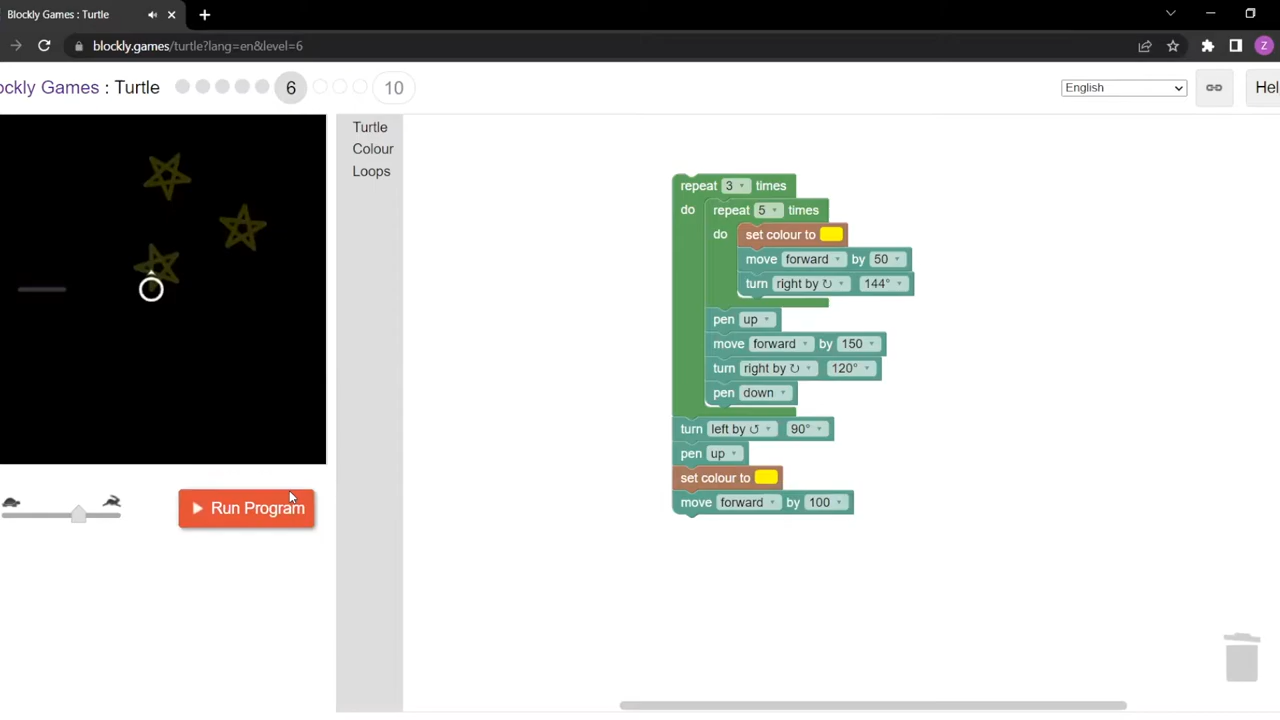 Blockly Games : Turtle
blockly.games/turtle?lang=en&level=6
Z
ockly Games : Turtle
6
10
English
Hel
Turtle
Colour
Loops
repeat 3 times
do repeat 5 times
do set colour to
move forward by 50
turn right by ↻ 144°
pen up
move forward by 150
turn right by ↻ 120°
pen down
turn left by ↺ 90°
pen up
set colour to
move forward by 100
Run Program